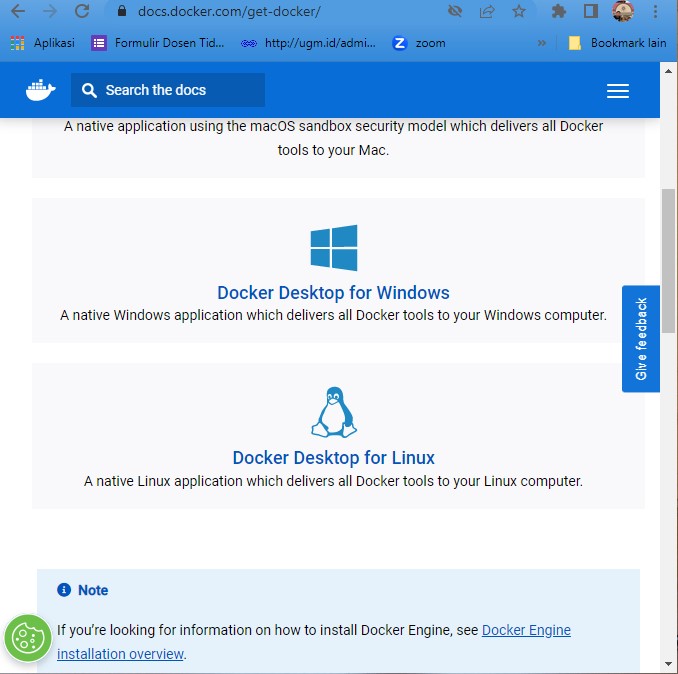 docs.docker.com/get-docker/
Aplikasi Formulir Dosen Tid... http://ugm.id/admi... zoom » Bookmark lain
Search the docs
A native application using the macOS sandbox security model which delivers all Docker
tools to your Mac.
Docker Desktop for Windows
A native Windows application which delivers all Docker tools to your Windows computer.
Give feedback
Docker Desktop for Linux
A native Linux application which delivers all Docker tools to your Linux computer.
Note
If you’re looking for information on how to install Docker Engine, see Docker Engine
installation overview.